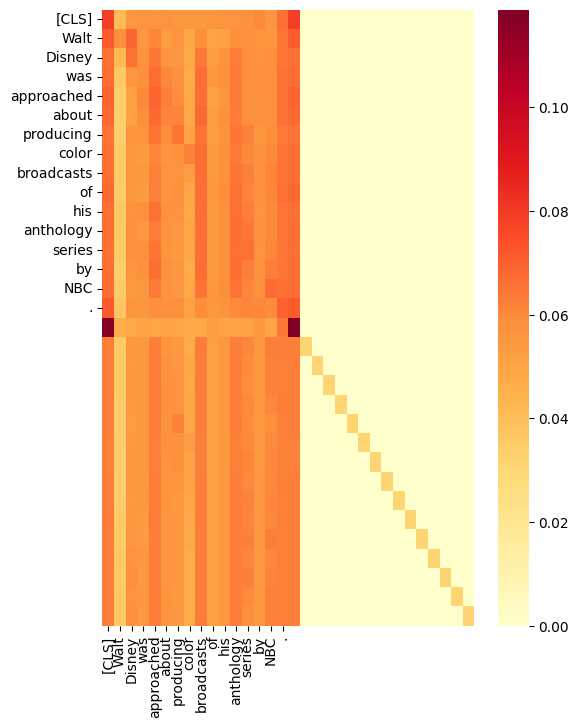 [CLS]
Walt
Disney
was
approached
about
producing
color
broadcasts
of
his
anthology
series
by
NBC
.
[CLS]
Walt
Disney
was
approached
about
producing
color
broadcasts
of
his
anthology
series
by
NBC
.
0.10
0.08
0.06
0.04
0.02
0.00